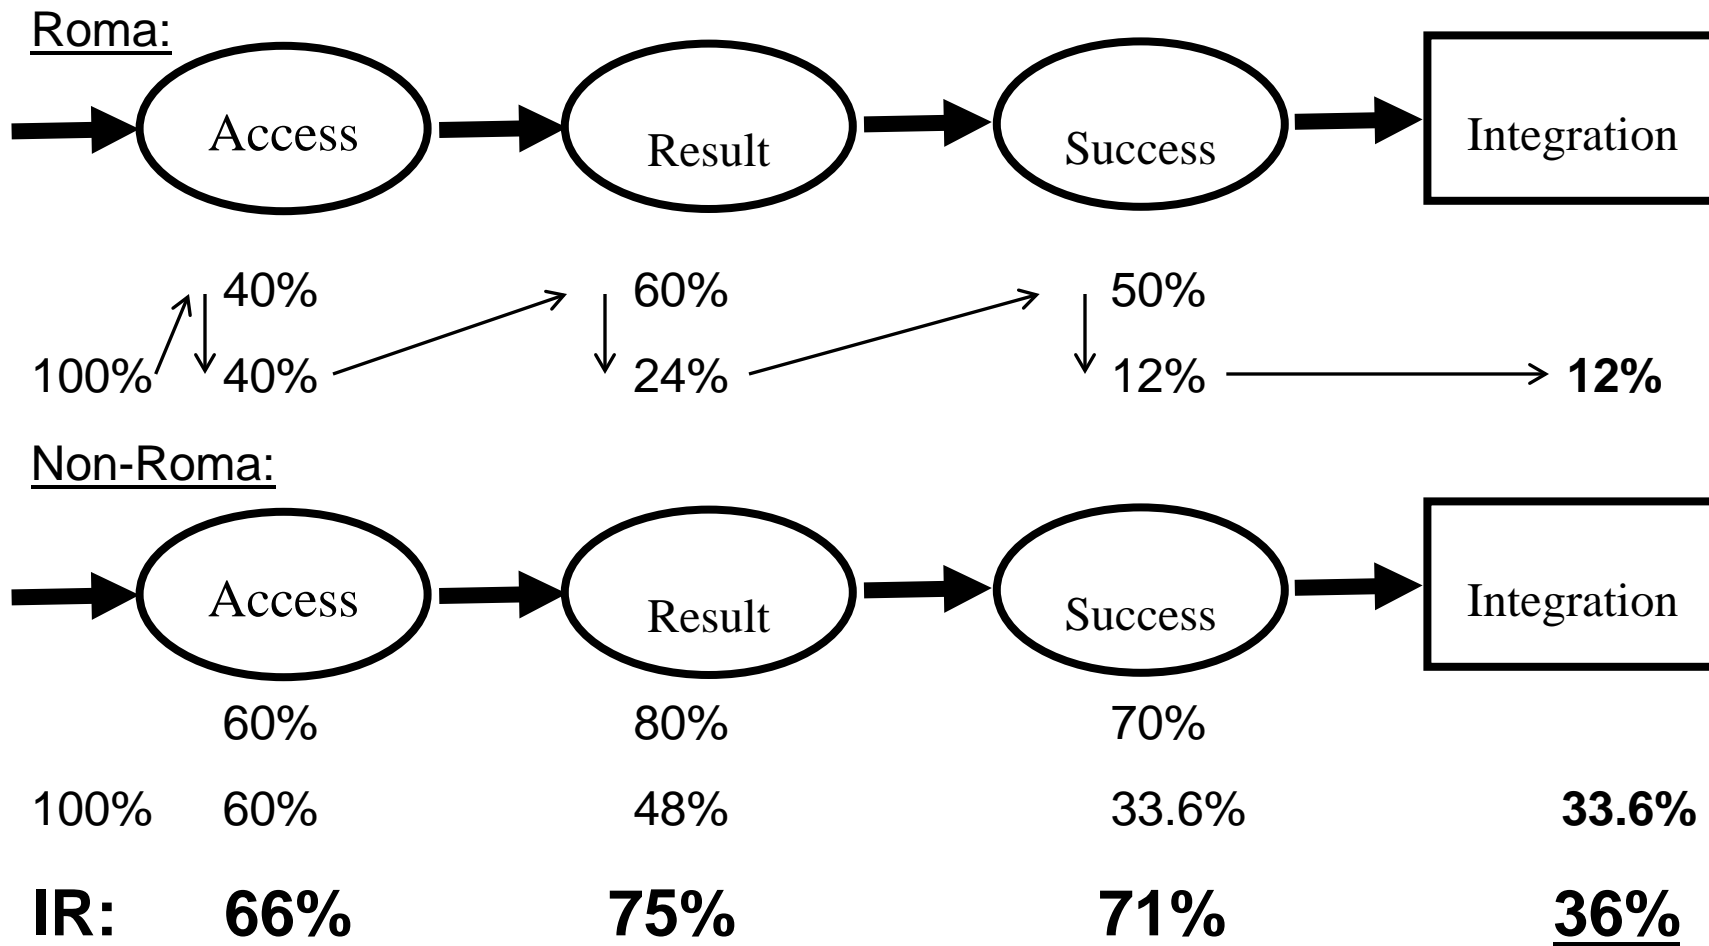 Roma:
Access Result Success Integration
40% 60% 50%
100% 40% 24% 12% 12%
Non-Roma:
Access Result Success Integration
60% 80% 70%
100% 60% 48% 33.6% 33.6%
IR: 66% 75% 71% 36%